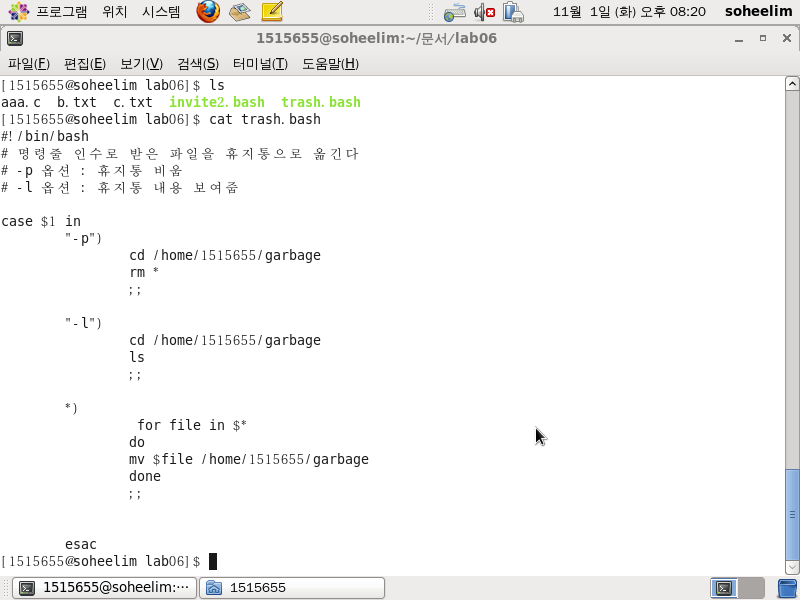 프로그램 위치 시스템 11월 1일 (화) 오후 08:20 soheelim
1515655@soheelim:~/문서/lab06
파일(F) 편집(E) 보기(V) 검색(S) 터미널(T) 도움말(H)
[1515655@soheelim lab06]$ ls
aaa.c b.txt c.txt invite2.bash trash.bash
[1515655@soheelim lab06]$ cat trash.bash
#! /bin/bash
# 명령줄 인수로 받은 파일을 휴지통으로 옮긴다
# -p 옵션 : 휴지통 비움
# -l 옵션 : 휴지통 내용 보여줌
case $1 in
"-p")
cd /home/1515655/garbage
rm *
;;
"-l")
cd /home/1515655/garbage
ls
;;
*)
for file in $*
do
mv $file /home/1515655/garbage
done
;;
esac
[1515655@soheelim lab06]$
1515655@soheelim:··· 1515655